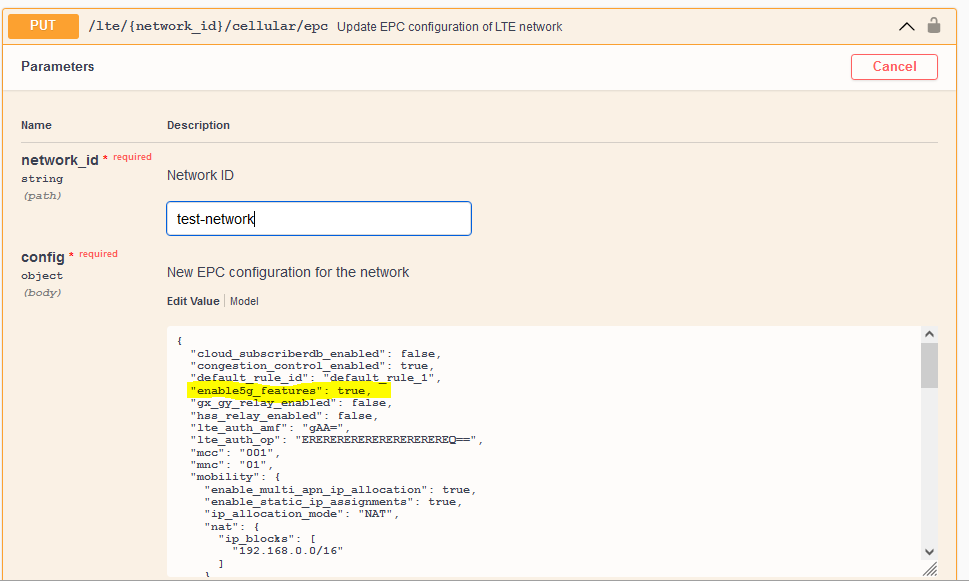 PUT /lte/{network_id}/cellular/epc Update EPC configuration of LTE network
Parameters
Cancel
Name Description
network_id * required
string
(path)
Network ID
test-network
config * required
object
(body)
New EPC configuration for the network
Edit Value | Model
{
"cloud_subscriberdb_enabled": false,
"congestion_control_enabled": true,
"default_rule_id": "default_rule_1",
"enable5g_features": true,
"gx_gy_relay_enabled": false,
"hss_relay_enabled": false,
"lte_auth_amf": "gAA=",
"lte_auth_op": "EREREREREREREREREREREQ==",
"mcc": "001",
"mnc": "01",
"mobility": {
"enable_multi_apn_ip_allocation": true,
"enable_static_ip_assignments": true,
"ip_allocation_mode": "NAT",
"nat": {
"ip_blocks": [
"192.168.0.0/16"
]